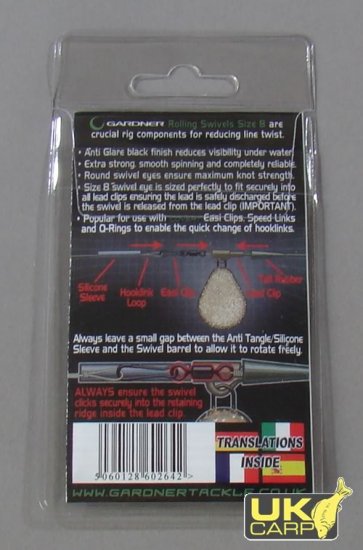 GARDNER Rolling Swivels Size 8 are
crucial rig components for reducing line twist.
• Anti Glare black finish reduces visibility under water.
• Extra strong, smooth spinning and completely reliable.
• Round swivel eyes ensure maximum knot strength.
• Size 8 swivel eye is sized perfectly to fit securely into
all lead clips ensuring the lead is safely discharged before
the swivel is released from the lead clip (IMPORTANT).
• Popular for use with Easi Clips, Speed Links
and O-Rings to enable the quick change of hooklinks.
Silicone
Sleeve
Hooklink
Loop
Easi Clip
Lead Clip
Tail Rubber
Always leave a small gap between the Anti Tangle/Silicone
Sleeve and the Swivel barrel to allow it to rotate freely.
ALWAYS ensure the swivel
clicks securely into the retaining
ridge inside the lead clip.
5060128602642>
TRANSLATIONS
INSIDE
WWW.GARDNERTACKLE.CO.UK
UK
CARP